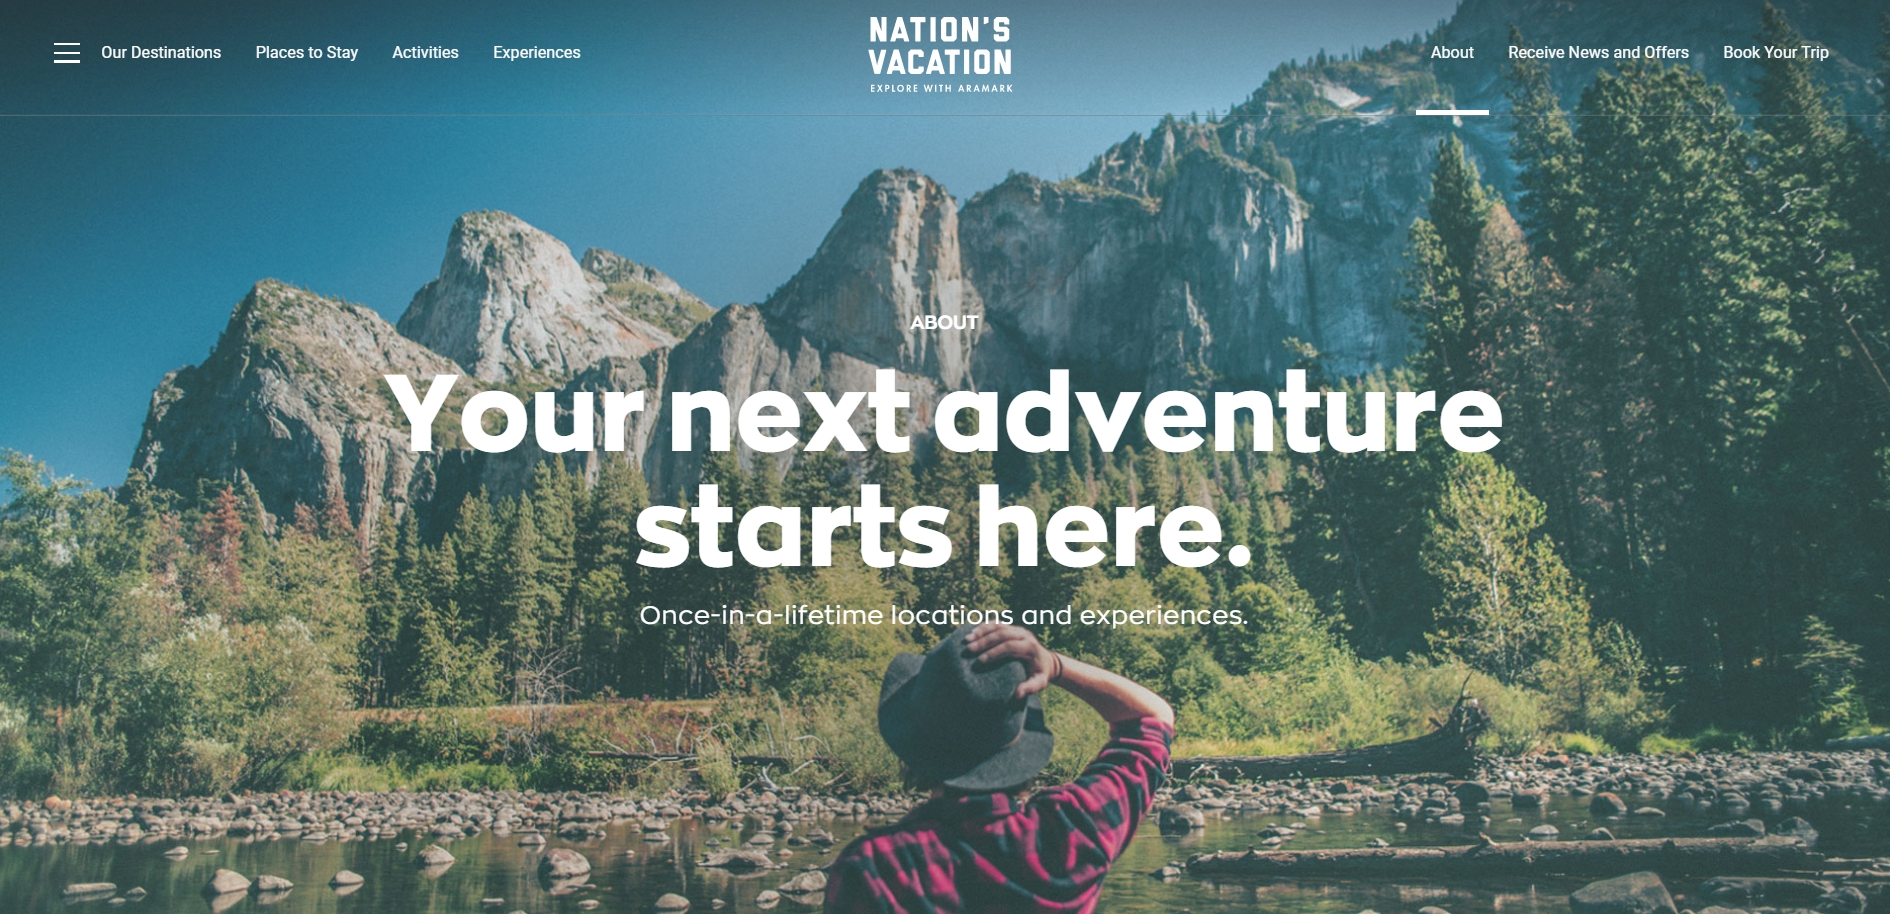 Our Destinations
Places to Stay
Activities
Experiences
NATION'S
VACATION
EXPLORE WITH ARAMARK
About
Receive News and Offers
Book Your Trip
ABOUT
Your next adventure
starts here.
Once-in-a-lifetime locations and experiences.